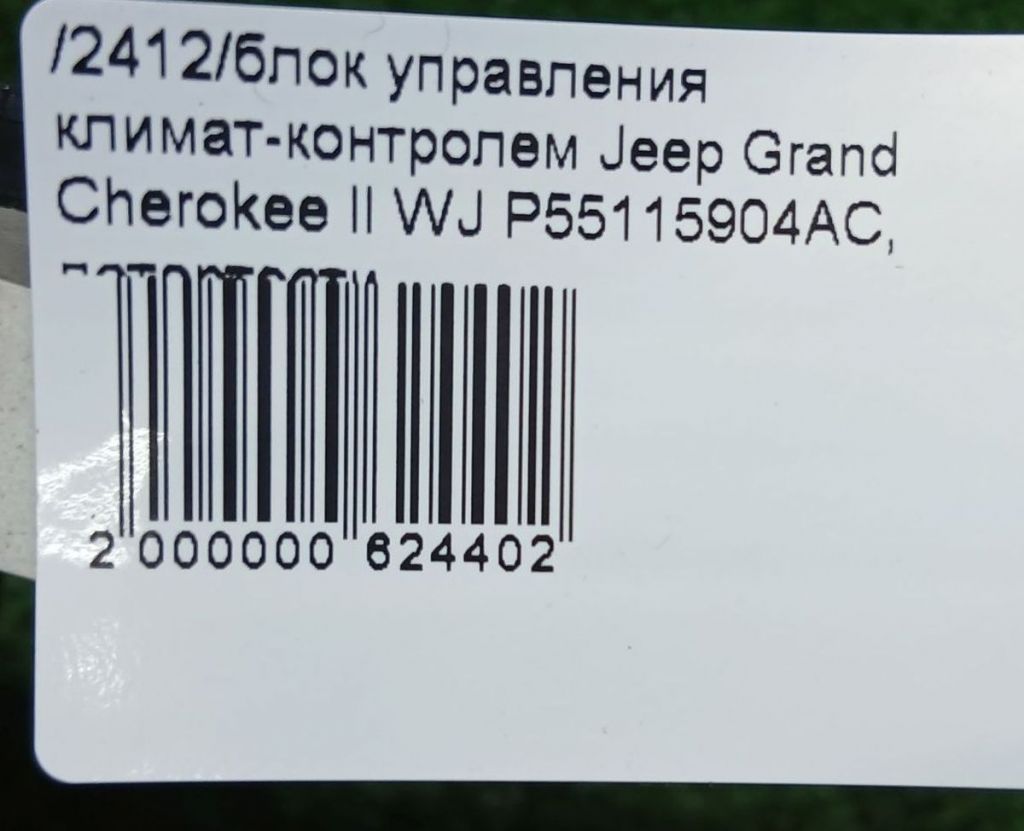 /2412/блок управления
климат-контролем Jeep Grand
Cherokee II WJ P55115904AC,
2 000000 624402